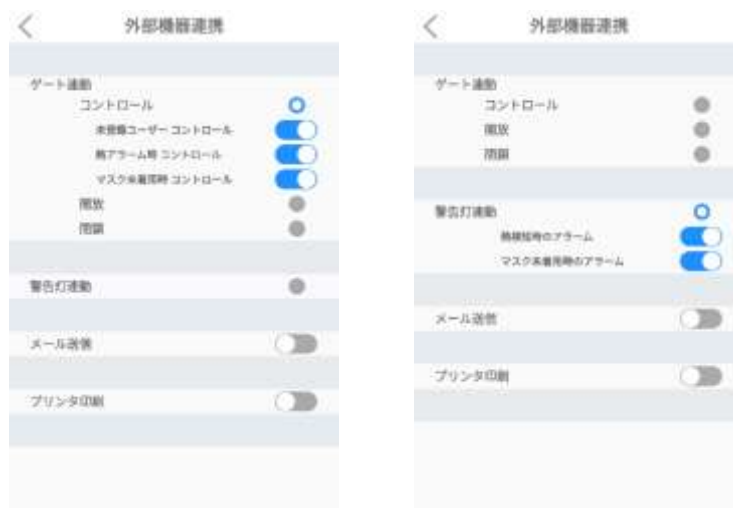 外部機器連携
ゲート連動
コントロール
未登録ユーザー コントロール
熱アラーム時 コントロール
マスク未着用時 コントロール
開放
閉鎖
警告灯連動
メール送信
プリンタ印刷
外部機器連携
ゲート連動
コントロール
開放
閉鎖
警告灯連動
熱検知時のアラーム
マスク未着用時のアラーム
メール送信
プリンタ印刷